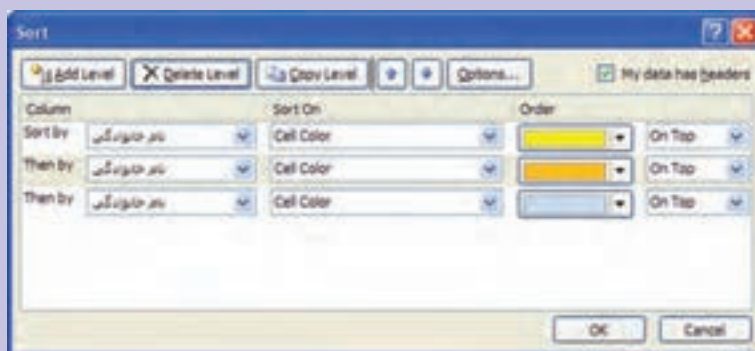 Sort
Add Level Delete Level Copy Level Options... My data has headers
Column Sort On Order
Sort by نام خانوادگی Cell Color On Top
Then by نام خانوادگی Cell Color On Top
Then by نام خانوادگی Cell Color On Top
OK Cancel